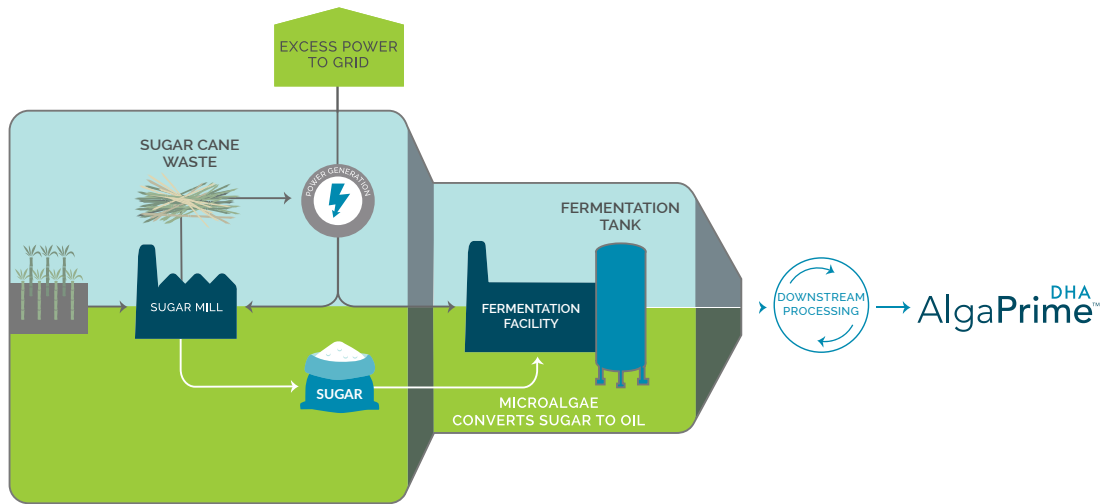 EXCESS POWER
TO GRID
SUGAR CANE
WASTE
POWER GENERATION
FERMENTATION
TANK
SUGAR MILL
FERMENTATION
FACILITY
DOWNSTREAM
PROCESSING
DHA
AlgaPrime™
SUGAR
MICROALGAE
CONVERTS SUGAR TO OIL